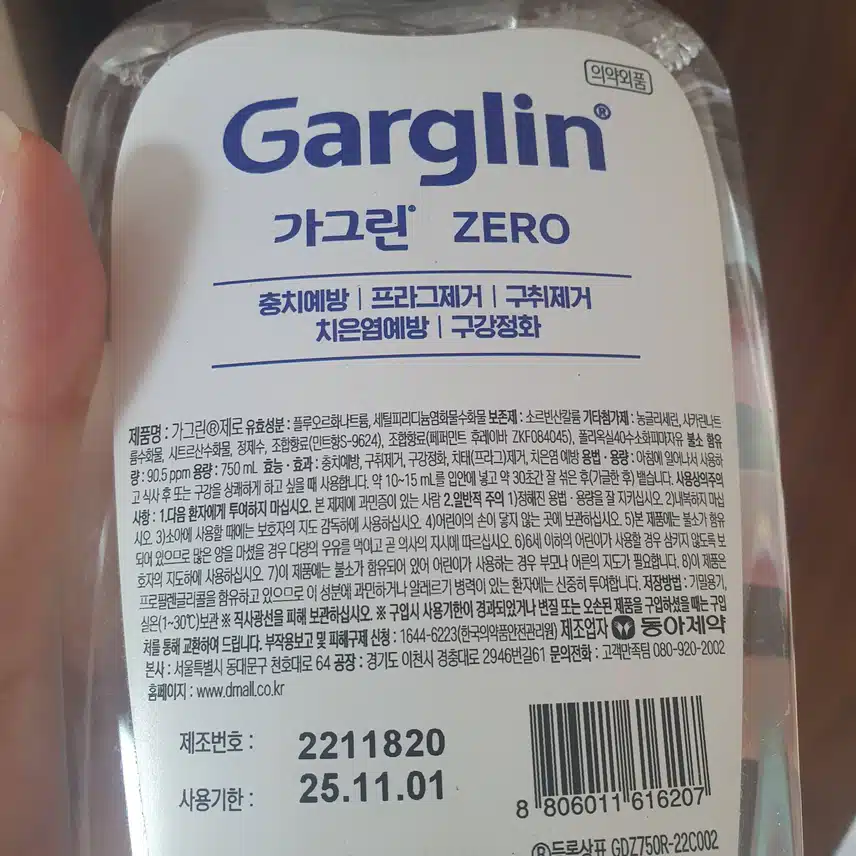 의약외품
Garglin®
가그린® ZERO
충치예방 | 프라그제거 | 구취제거
치은염예방 | 구강정화
제품명 : 가그린®제로 유효성분 : 플루오르화나트륨, 세틸피리디늄염화물수화물 보존제 : 소르빈산칼륨 기타첨가제 : 농글리세린, 사카린나트
륨수화물, 시트르산수화물, 정제수, 조합향료(민트향S-9624), 조합향료(페퍼민트 후레이바 ZKF084045), 폴리옥실40수소화피마자유 불소 함유
량 : 90.5 ppm 용량 : 750 mL 효능·효과 : 충치예방, 구취제거, 구강정화, 치태(프라그)제거, 치은염 예방 용법·용량 : 아침에 일어나서 사용하
고 식사 후 또는 구강을 상쾌하게 하고 싶을 때 사용합니다. 약 10~15 mL를 입안에 넣고 약 30초간 잘 읶은 후(가글한 후) 뱉습니다. 사용상의주의
사항 : 1.다음 환자에게 투여하지 마십시오. 본 제제에 과민증이 있는 사람 2.일반적 주의 1)정해진 용법·용량을 잘 지키십시오. 2)내복하지 마십
시오. 3)소아에 사용할 때에는 보호자의 지도 감독하에 사용하십시오. 4)어린이의 손이 닿지 않는 곳에 보관하십시오. 5)본 제품에는 불소가 함유
되어 있으므로 많은 양을 마셨을 경우 다량의 우유를 먹이고 곧 의사의 지시에 따르십시오. 6)6세 이하의 어린이가 사용할 경우 삼키지 않도록 보
호자의 지도하에 사용하십시오. 7)이 제품에는 불소가 함유되어 있어 어린이가 사용하는 경우 부모나 어른의 지도가 필요합니다. 8)이 제품은
프로필렌글리콜을 함유하고 있으므로 이 성분에 과민하거나 알레르기 병력이 있는 환자에는 신중히 투여합니다. 저장방법 : 기밀용기,
실온(1~30℃)보관 ※ 직사광선을 피해 보관하십시오. ※ 구입시 사용기한이 경과되었거나 변질 또는 오손된 제품을 구입하셨을 때는 구입
처를 통해 교환하여 드립니다. 부작용보고 및 피해구제 신청 : 1644-6223(한국의약품안전관리원) 제조업자 동아제약
본사 : 서울특별시 동대문구 천호대로 64 공장 : 경기도 이천시 경충대로 2946번길61 문의전화 : 고객만족팀 080-920-2002
홈페이지 : www.dmall.co.kr
제조번호 : 2211820
사용기한 : 25.11.01
8 806011 616207
®등록상표 GDZ750R-22C002